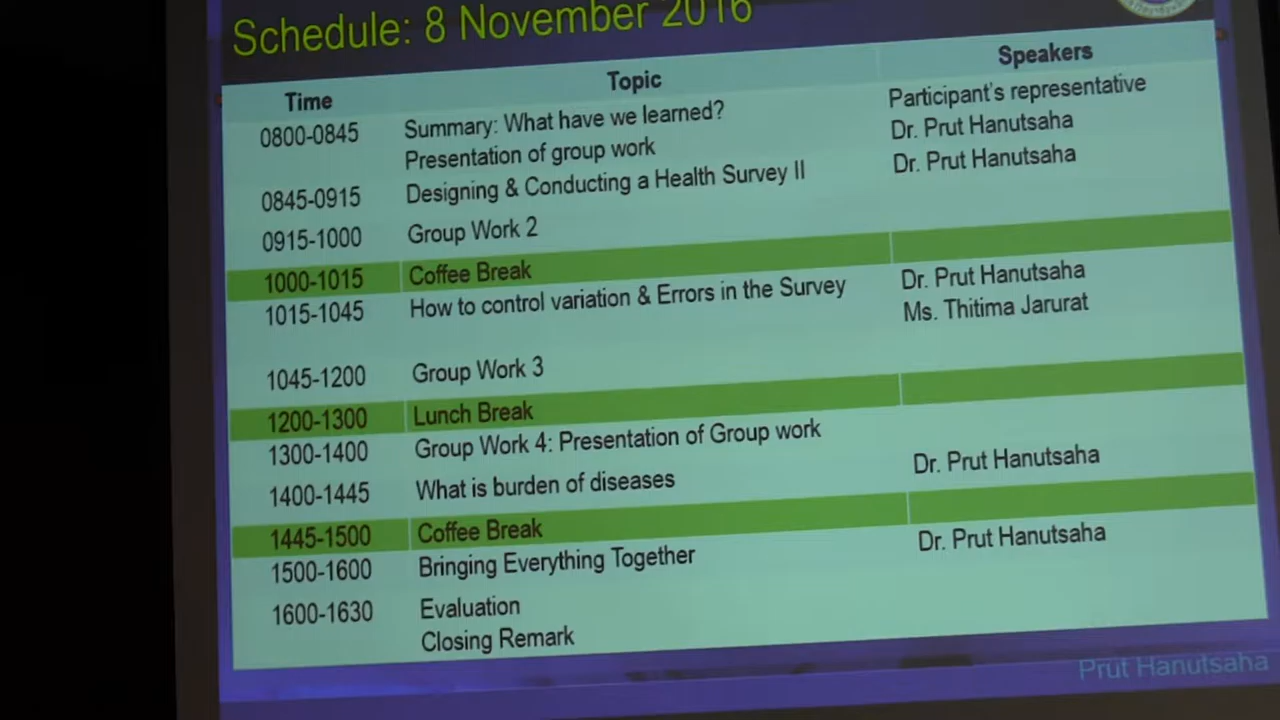 Schedule: 8 November 2016
Time Topic Speakers
0800-0845 Summary: What have we learned? Participant's representative
Presentation of group work Dr. Prut Hanutsaha
0845-0915 Designing & Conducting a Health Survey II Dr. Prut Hanutsaha
0915-1000 Group Work 2
1000-1015 Coffee Break
1015-1045 How to control variation & Errors in the Survey Dr. Prut Hanutsaha
Ms. Thitima Jarurat
1045-1200 Group Work 3
1200-1300 Lunch Break
1300-1400 Group Work 4: Presentation of Group work
1400-1445 What is burden of diseases Dr. Prut Hanutsaha
1445-1500 Coffee Break
1500-1600 Bringing Everything Together Dr. Prut Hanutsaha
1600-1630 Evaluation
Closing Remark
Prut Hanutsaha